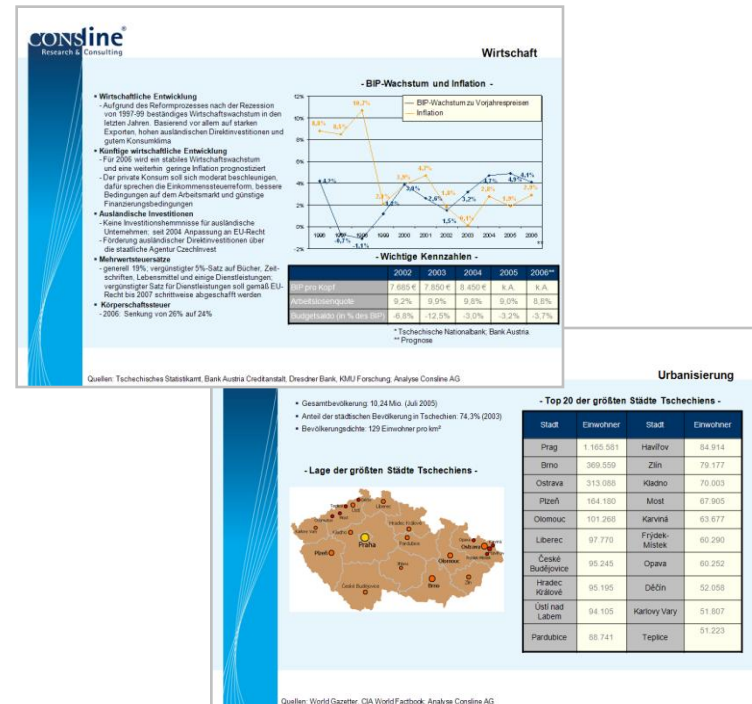 CONSline®
Research & Consulting
Wirtschaft
▪ Wirtschaftliche Entwicklung
- Aufgrund des Reformprozesses nach der Rezession
von 1997-99 beständiges Wirtschaftswachstum in den
letzten Jahren. Basierend vor allem auf starken
Exporten, hohen ausländischen Direktinvestitionen und
gutem Konsumklima
▪ Künftige wirtschaftliche Entwicklung
- Für 2006 wird ein stabiles Wirtschaftswachstum
und eine weiterhin geringe Inflation prognostiziert
- Der private Konsum soll sich moderat beschleunigen,
dafür sprechen die Einkommenssteuerreform, bessere
Bedingungen auf dem Arbeitsmarkt und günstige
Finanzierungsbedingungen
▪ Ausländische Investitionen
- Keine Investitionshemmnisse für ausländische
Unternehmen; seit 2004 Anpassung an EU-Recht
- Förderung ausländischer Direktinvestitionen über
die staatliche Agentur CzechInvest
▪ Mehrwertsteuersätze
- generell 19%; vergünstigter 5%-Satz auf Bücher, Zeit-
schriften, Lebensmittel und einige Dienstleistungen;
vergünstigter Satz für Dienstleistungen soll gemäß EU-
Recht bis 2007 schrittweise abgeschafft werden
▪ Körperschaftssteuer
- 2006: Senkung von 26% auf 24%
- BIP-Wachstum und Inflation -
BIP-Wachstum zu Vorjahrespreisen
Inflation
12%
10%
8%
6%
4%
2%
0%
-2%
8,8% 8,5% 10,7% 3,9% 4,7% 1,8% 0,1% 2,8% 1,9% 2,9%
4,2% -0,7% -1,1% 3,9% 2,6% 1,5% 3,2% 4,7% 4,9% 4,1%
1996 1997 1998 1999 2000 2001 2002 2003 2004 2005 2006
- Wichtige Kennzahlen -
2002 2003 2004 2005 2006**
BIP pro Kopf 7.685 € 7.850 € 8.450 € k.A. k.A.
Arbeitslosenquote 9,2% 9,9% 9,8% 9,0% 8,8%
Budgetsaldo (in % des BIP) -6,8% -12,5% -3,0% -3,2% -3,7%
* Tschechische Nationalbank; Bank Austria
** Prognose
Quellen: Tschechisches Statistikamt, Bank Austria Creditanstalt, Dresdner Bank, KMU Forschung; Analyse Consline AG
Urbanisierung
▪ Gesamtbevölkerung: 10,24 Mio. (Juli 2005)
▪ Anteil der städtischen Bevölkerung in Tschechien: 74,3% (2003)
▪ Bevölkerungsdichte: 129 Einwohner pro km²
- Lage der größten Städte Tschechiens -
Liberec
Kladno
Praha
Hradec Králové
Pardubice
Plzeň
Ostrava
Olomouc
České Budějovice
Brno
Zlín
- Top 20 der größten Städte Tschechiens -
Stadt Einwohner Stadt Einwohner
Prag 1.165.581 Havířov 84.914
Brno 369.559 Zlín 79.177
Ostrava 313.088 Kladno 70.003
Plzeň 164.180 Most 67.905
Olomouc 101.268 Karviná 63.677
Liberec 97.770 Frýdek-Místek 60.290
České Budějovice 95.245 Opava 60.252
Hradec Králové 95.195 Děčín 52.058
Ústí nad Labem 94.105 Karlovy Vary 51.807
Pardubice 88.741 Teplice 51.223
Quellen: World Gazetter, CIA World Factbook; Analyse Consline AG